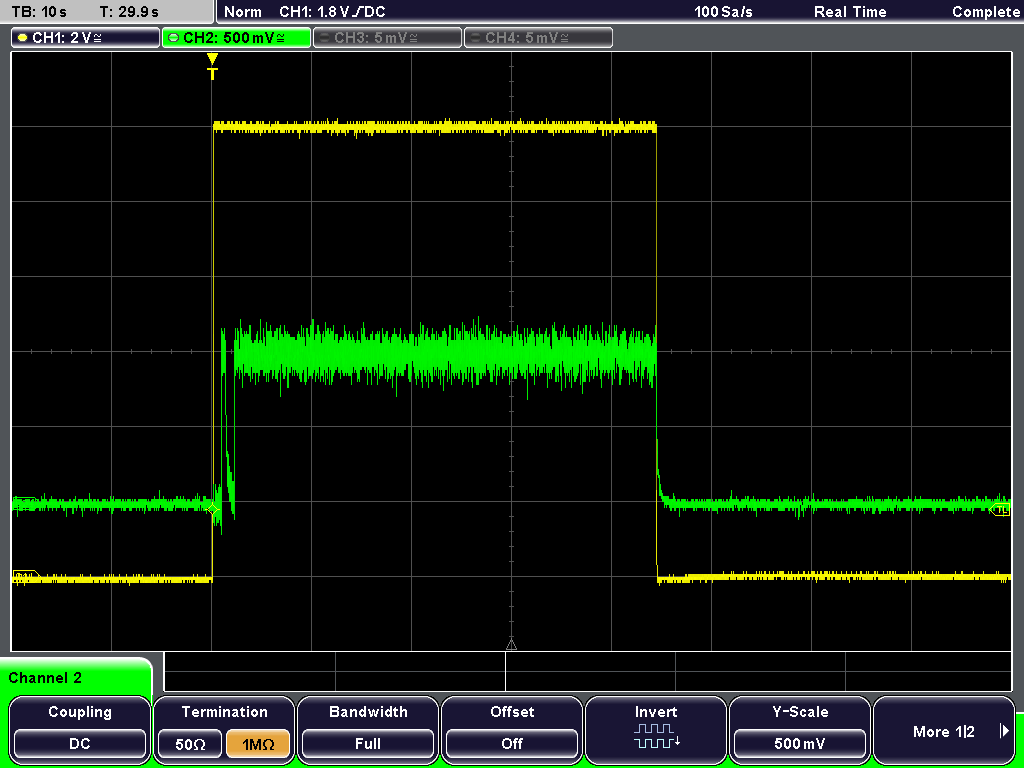 TB: 10 s T: 29.9 s Norm CH1: 1.8 V DC 100 Sa/s Real Time Complete
CH1: 2 V CH2: 500 mV CH3: 5 mV CH4: 5 mV
T
TL
Channel 2
Coupling Termination Bandwidth Offset Invert Y-Scale More 1|2
DC 50Ω 1MΩ Full Off 500 mV